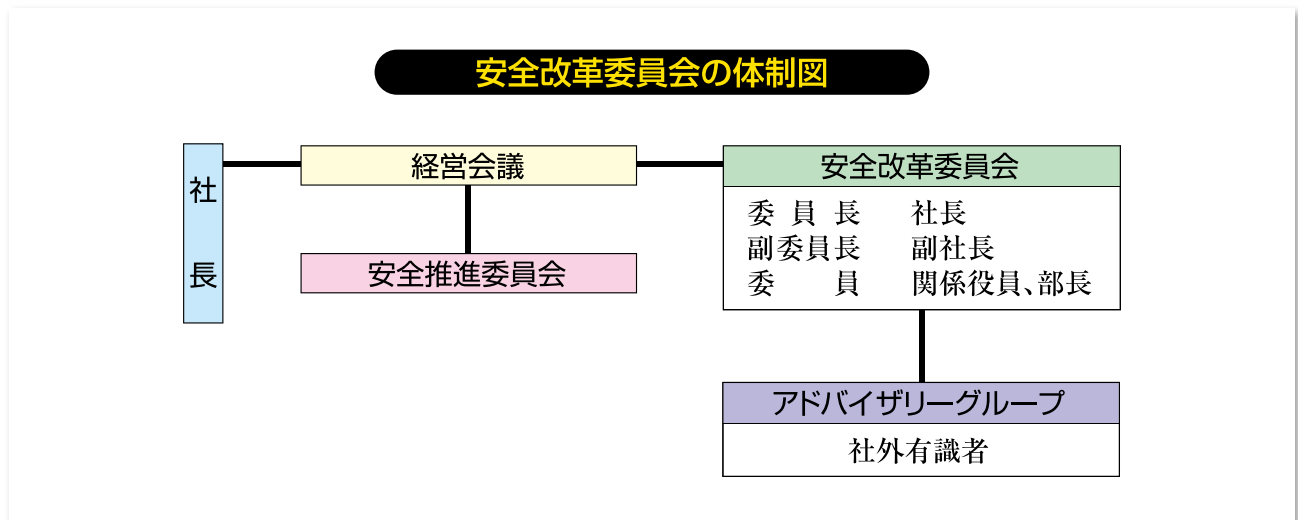 安全改革委員会の体制図
社長
経営会議
安全推進委員会
安全改革委員会
委員長 社長
副委員長 副社長
委員 関係役員、部長
アドバイザリーグループ
社外有識者